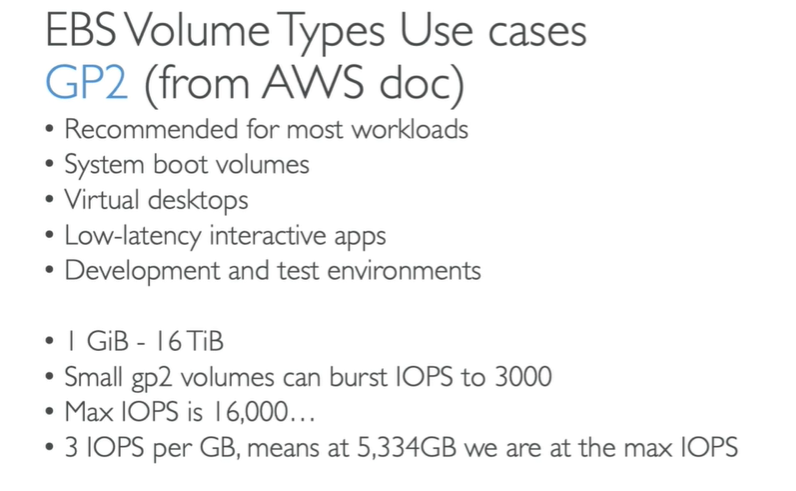 EBS Volume Types Use cases
GP2 (from AWS doc)
• Recommended for most workloads
• System boot volumes
• Virtual desktops
• Low-latency interactive apps
• Development and test environments
• 1 GiB - 16 TiB
• Small gp2 volumes can burst IOPS to 3000
• Max IOPS is 16,000…
• 3 IOPS per GB, means at 5,334GB we are at the max IOPS